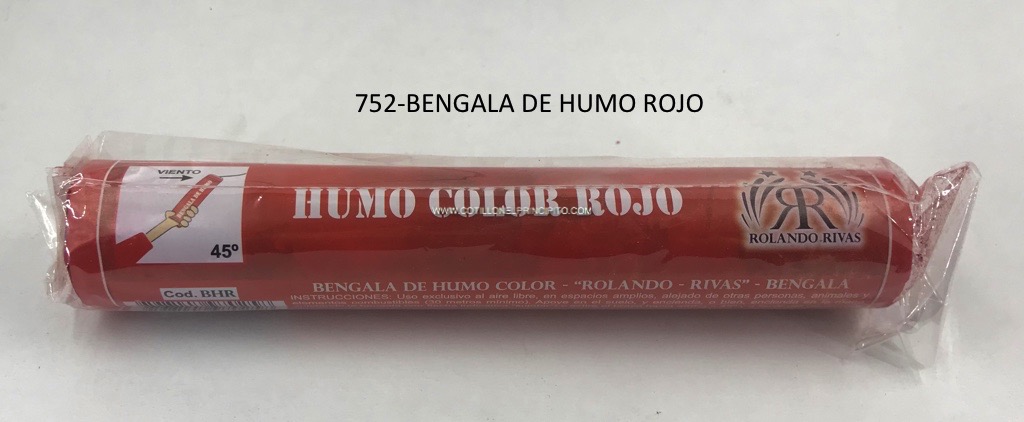 752-BENGALA DE HUMO ROJO
VIENTO
45º
Cod. BHR
HUMO COLOR ROJO
WWW.COTILLONELPRINCIPITO.COM
RR
ROLANDO RIVAS
BENGALA DE HUMO COLOR - "ROLANDO - RIVAS" - BENGALA
INSTRUCCIONES: Uso exclusivo al aire libre, en espacios amplios, alejado de otras personas, animales y